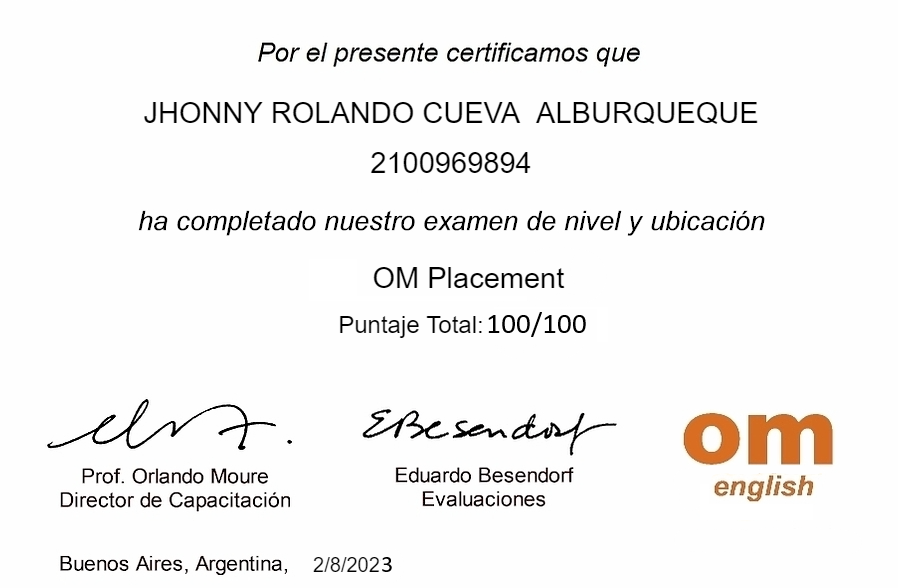 Por el presente certificamos que
JHONNY ROLANDO CUEVA ALBURQUEQUE
2100969894
ha completado nuestro examen de nivel y ubicación
OM Placement
Puntaje Total: 100/100
EBesendorf
om
english
Prof. Orlando Moure
Director de Capacitación
Eduardo Besendorf
Evaluaciones
Buenos Aires, Argentina, 2/8/2023